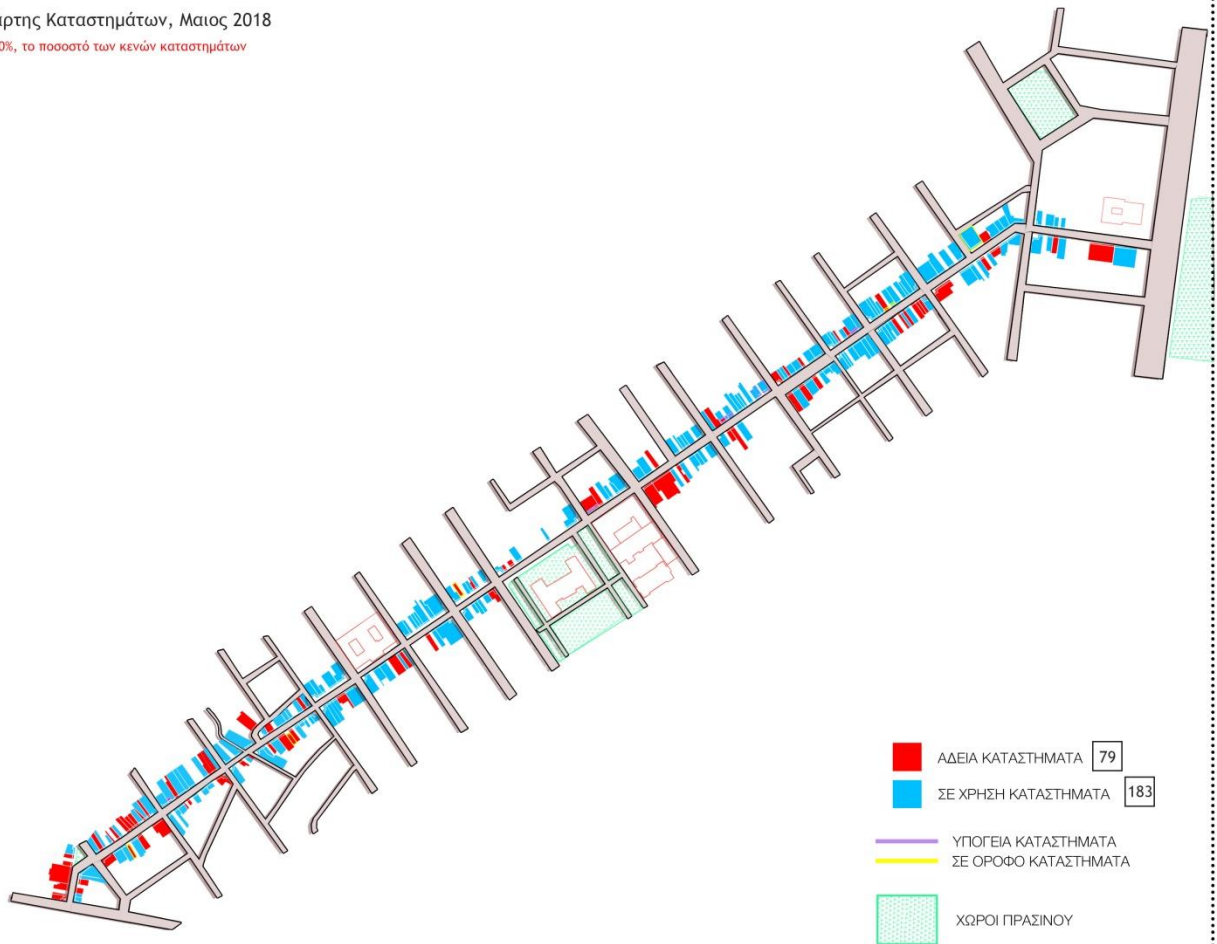 άρτης Καταστημάτων, Μαιος 2018
0%, το ποσοστό των κενών καταστημάτων
ΑΔΕΙΑ ΚΑΤΑΣΤΗΜΑΤΑ 79
ΣΕ ΧΡΗΣΗ ΚΑΤΑΣΤΗΜΑΤΑ 183
ΥΠΟΓΕΙΑ ΚΑΤΑΣΤΗΜΑΤΑ
ΣΕ ΟΡΟΦΟ ΚΑΤΑΣΤΗΜΑΤΑ
ΧΩΡΟΙ ΠΡΑΣΙΝΟΥ